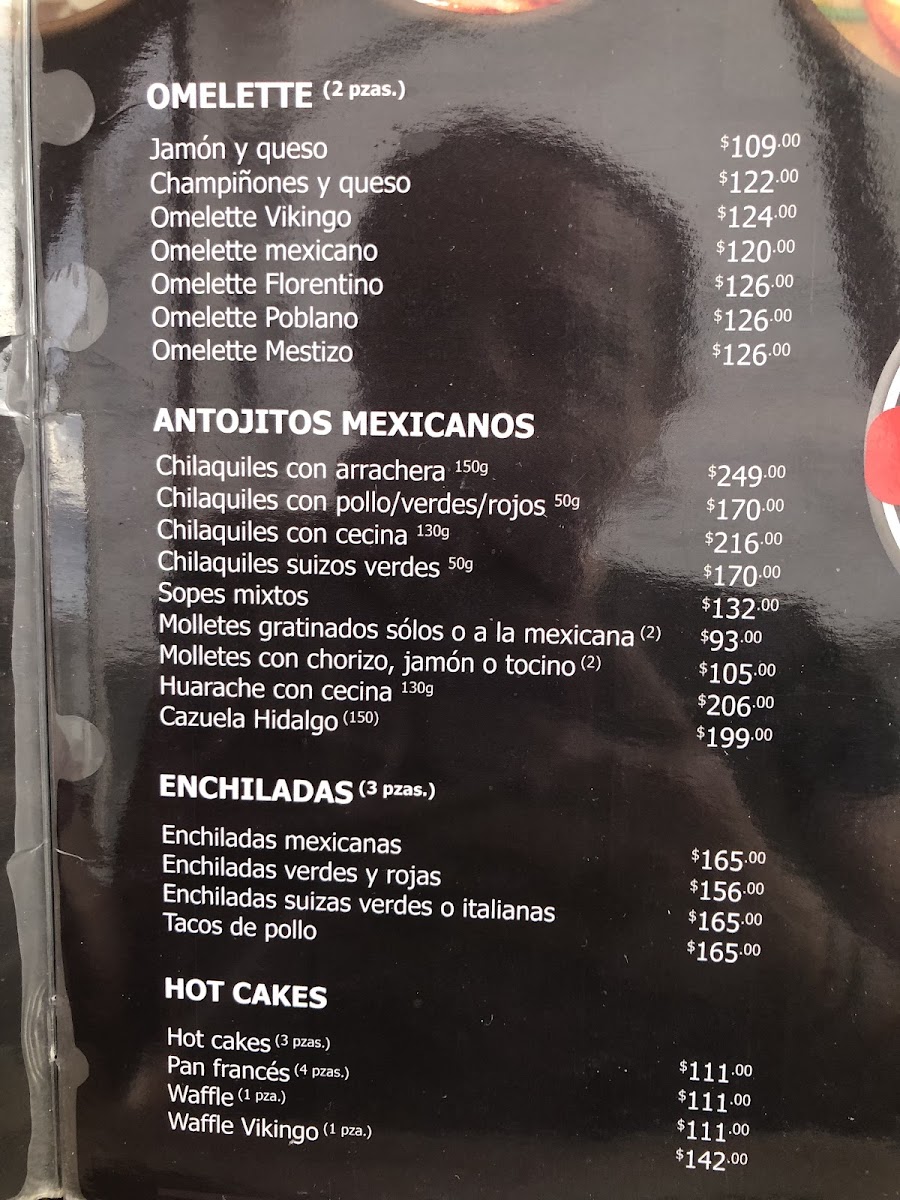 OMELETTE (2 pzas.)
Jamón y queso $109.00
Champiñones y queso $122.00
Omelette Vikingo $124.00
Omelette mexicano $120.00
Omelette Florentino $126.00
Omelette Poblano $126.00
Omelette Mestizo $126.00
ANTOJITOS MEXICANOS
Chilaquiles con arrachera 150g $249.00
Chilaquiles con pollo/verdes/rojos 50g $170.00
Chilaquiles con cecina 130g $216.00
Chilaquiles suizos verdes 50g $170.00
Sopes mixtos $132.00
Molletes gratinados sólos o a la mexicana (2) $93.00
Molletes con chorizo, jamón o tocino (2) $105.00
Huarache con cecina 130g $206.00
Cazuela Hidalgo (150) $199.00
ENCHILADAS (3 pzas.)
Enchiladas mexicanas $165.00
Enchiladas verdes y rojas $156.00
Enchiladas suizas verdes o italianas $165.00
Tacos de pollo $165.00
HOT CAKES
Hot cakes (3 pzas.) $111.00
Pan francés (4 pzas.) $111.00
Waffle (1 pza.) $111.00
Waffle Vikingo (1 pza.) $142.00